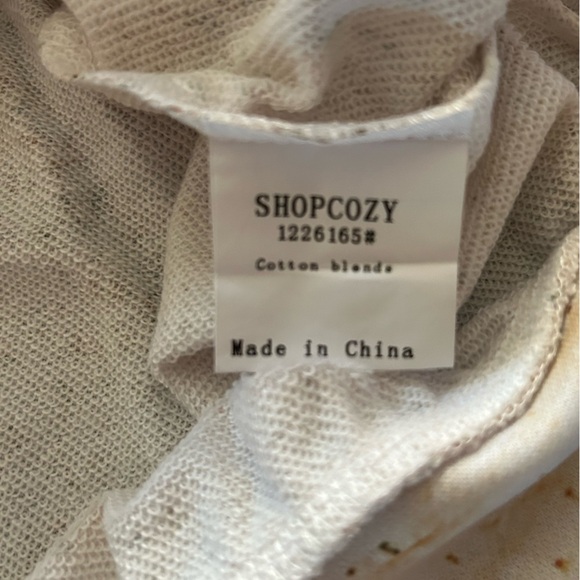 SHOPCOZY
1226165#
Cotton blends
Made in China